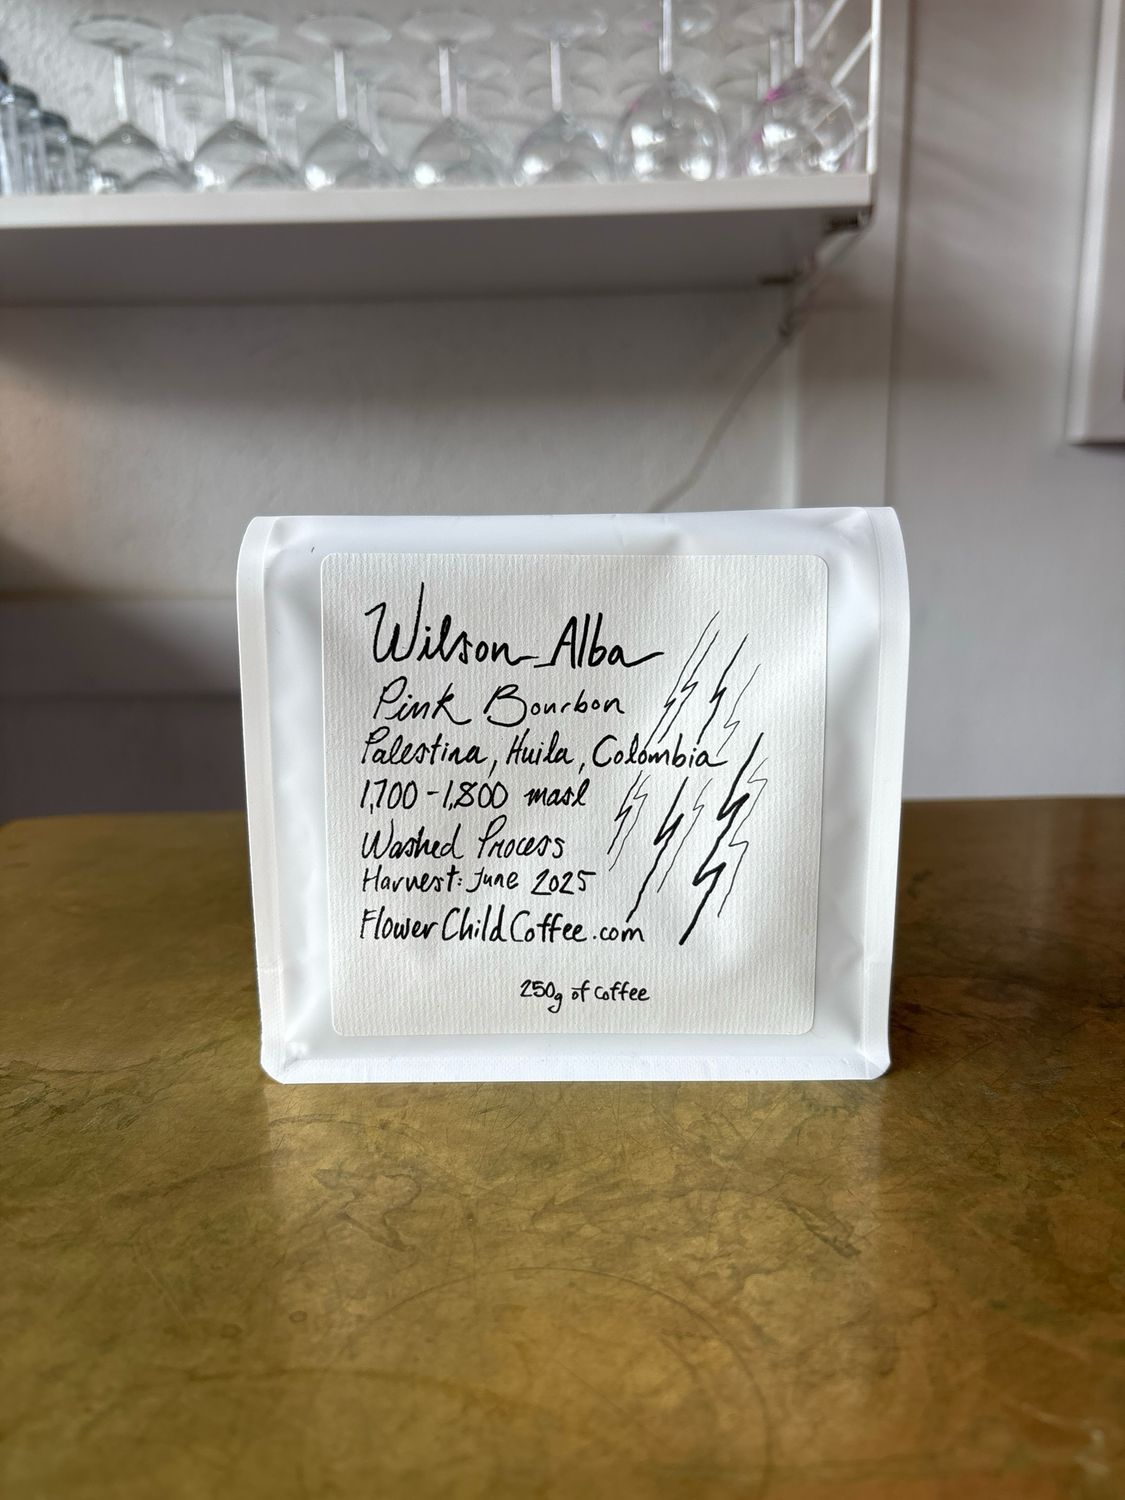 Wilson Alba
Pink Bourbon
Palestina, Huila, Colombia
1,700 - 1,800 masl
Washed Process
Harvest: June 2025
FlowerChildCoffee.com
250g of coffee